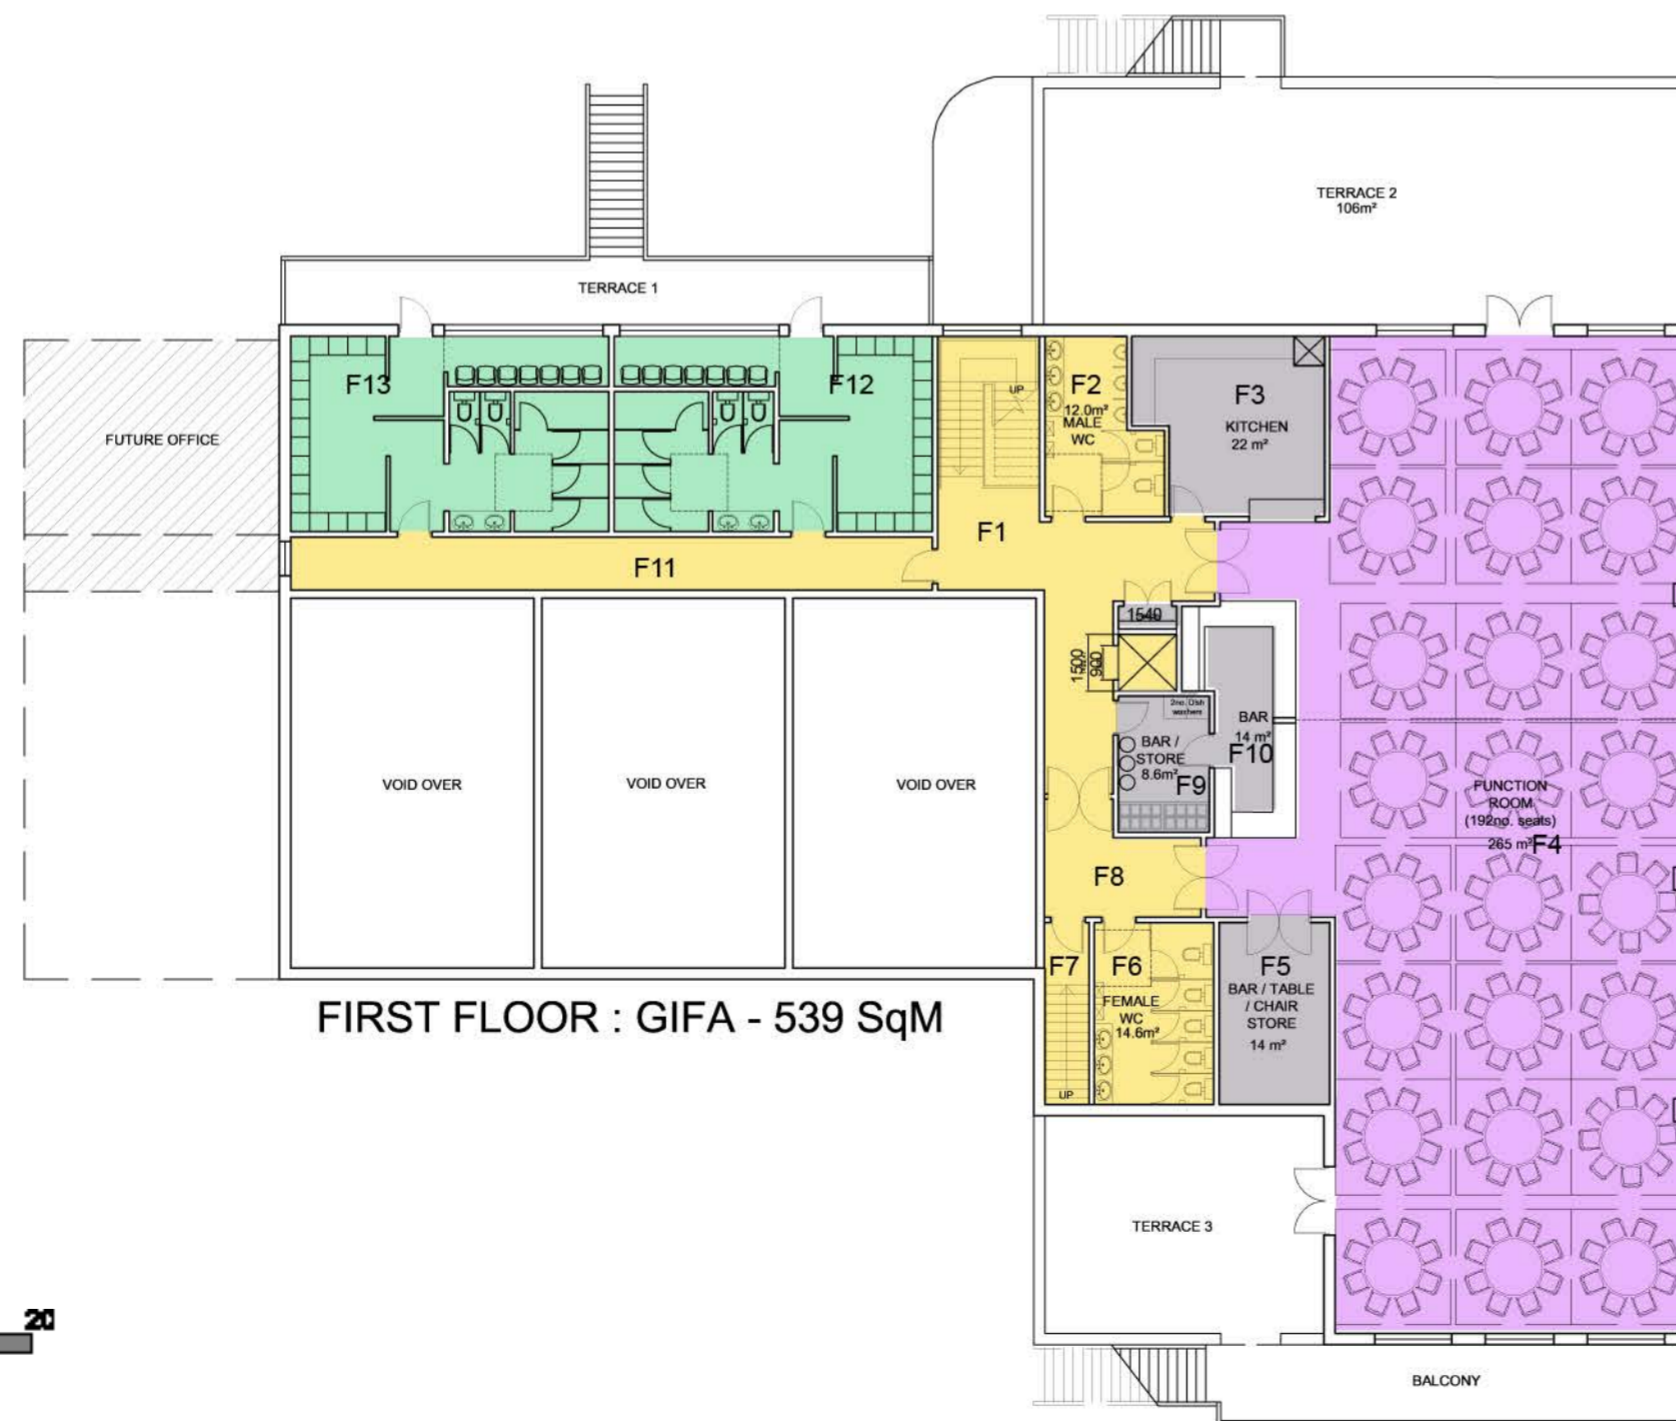 TERRACE 2
106m²
TERRACE 1
FUTURE OFFICE
F13
F12
UP
F2
12.0m²
MALE
WC
F3
KITCHEN
22 m²
F1
F11
1540
1500
900
2no. Dish
washers
BAR /
STORE
8.6m²
F9
BAR
14 m²
F10
VOID OVER
VOID OVER
VOID OVER
FUNCTION
ROOM
(192no. seats)
265 m²
F4
F8
F7
UP
F6
FEMALE
WC
14.6m²
F5
BAR / TABLE
/ CHAIR
STORE
14 m²
FIRST FLOOR : GIFA - 539 SqM
TERRACE 3
BALCONY